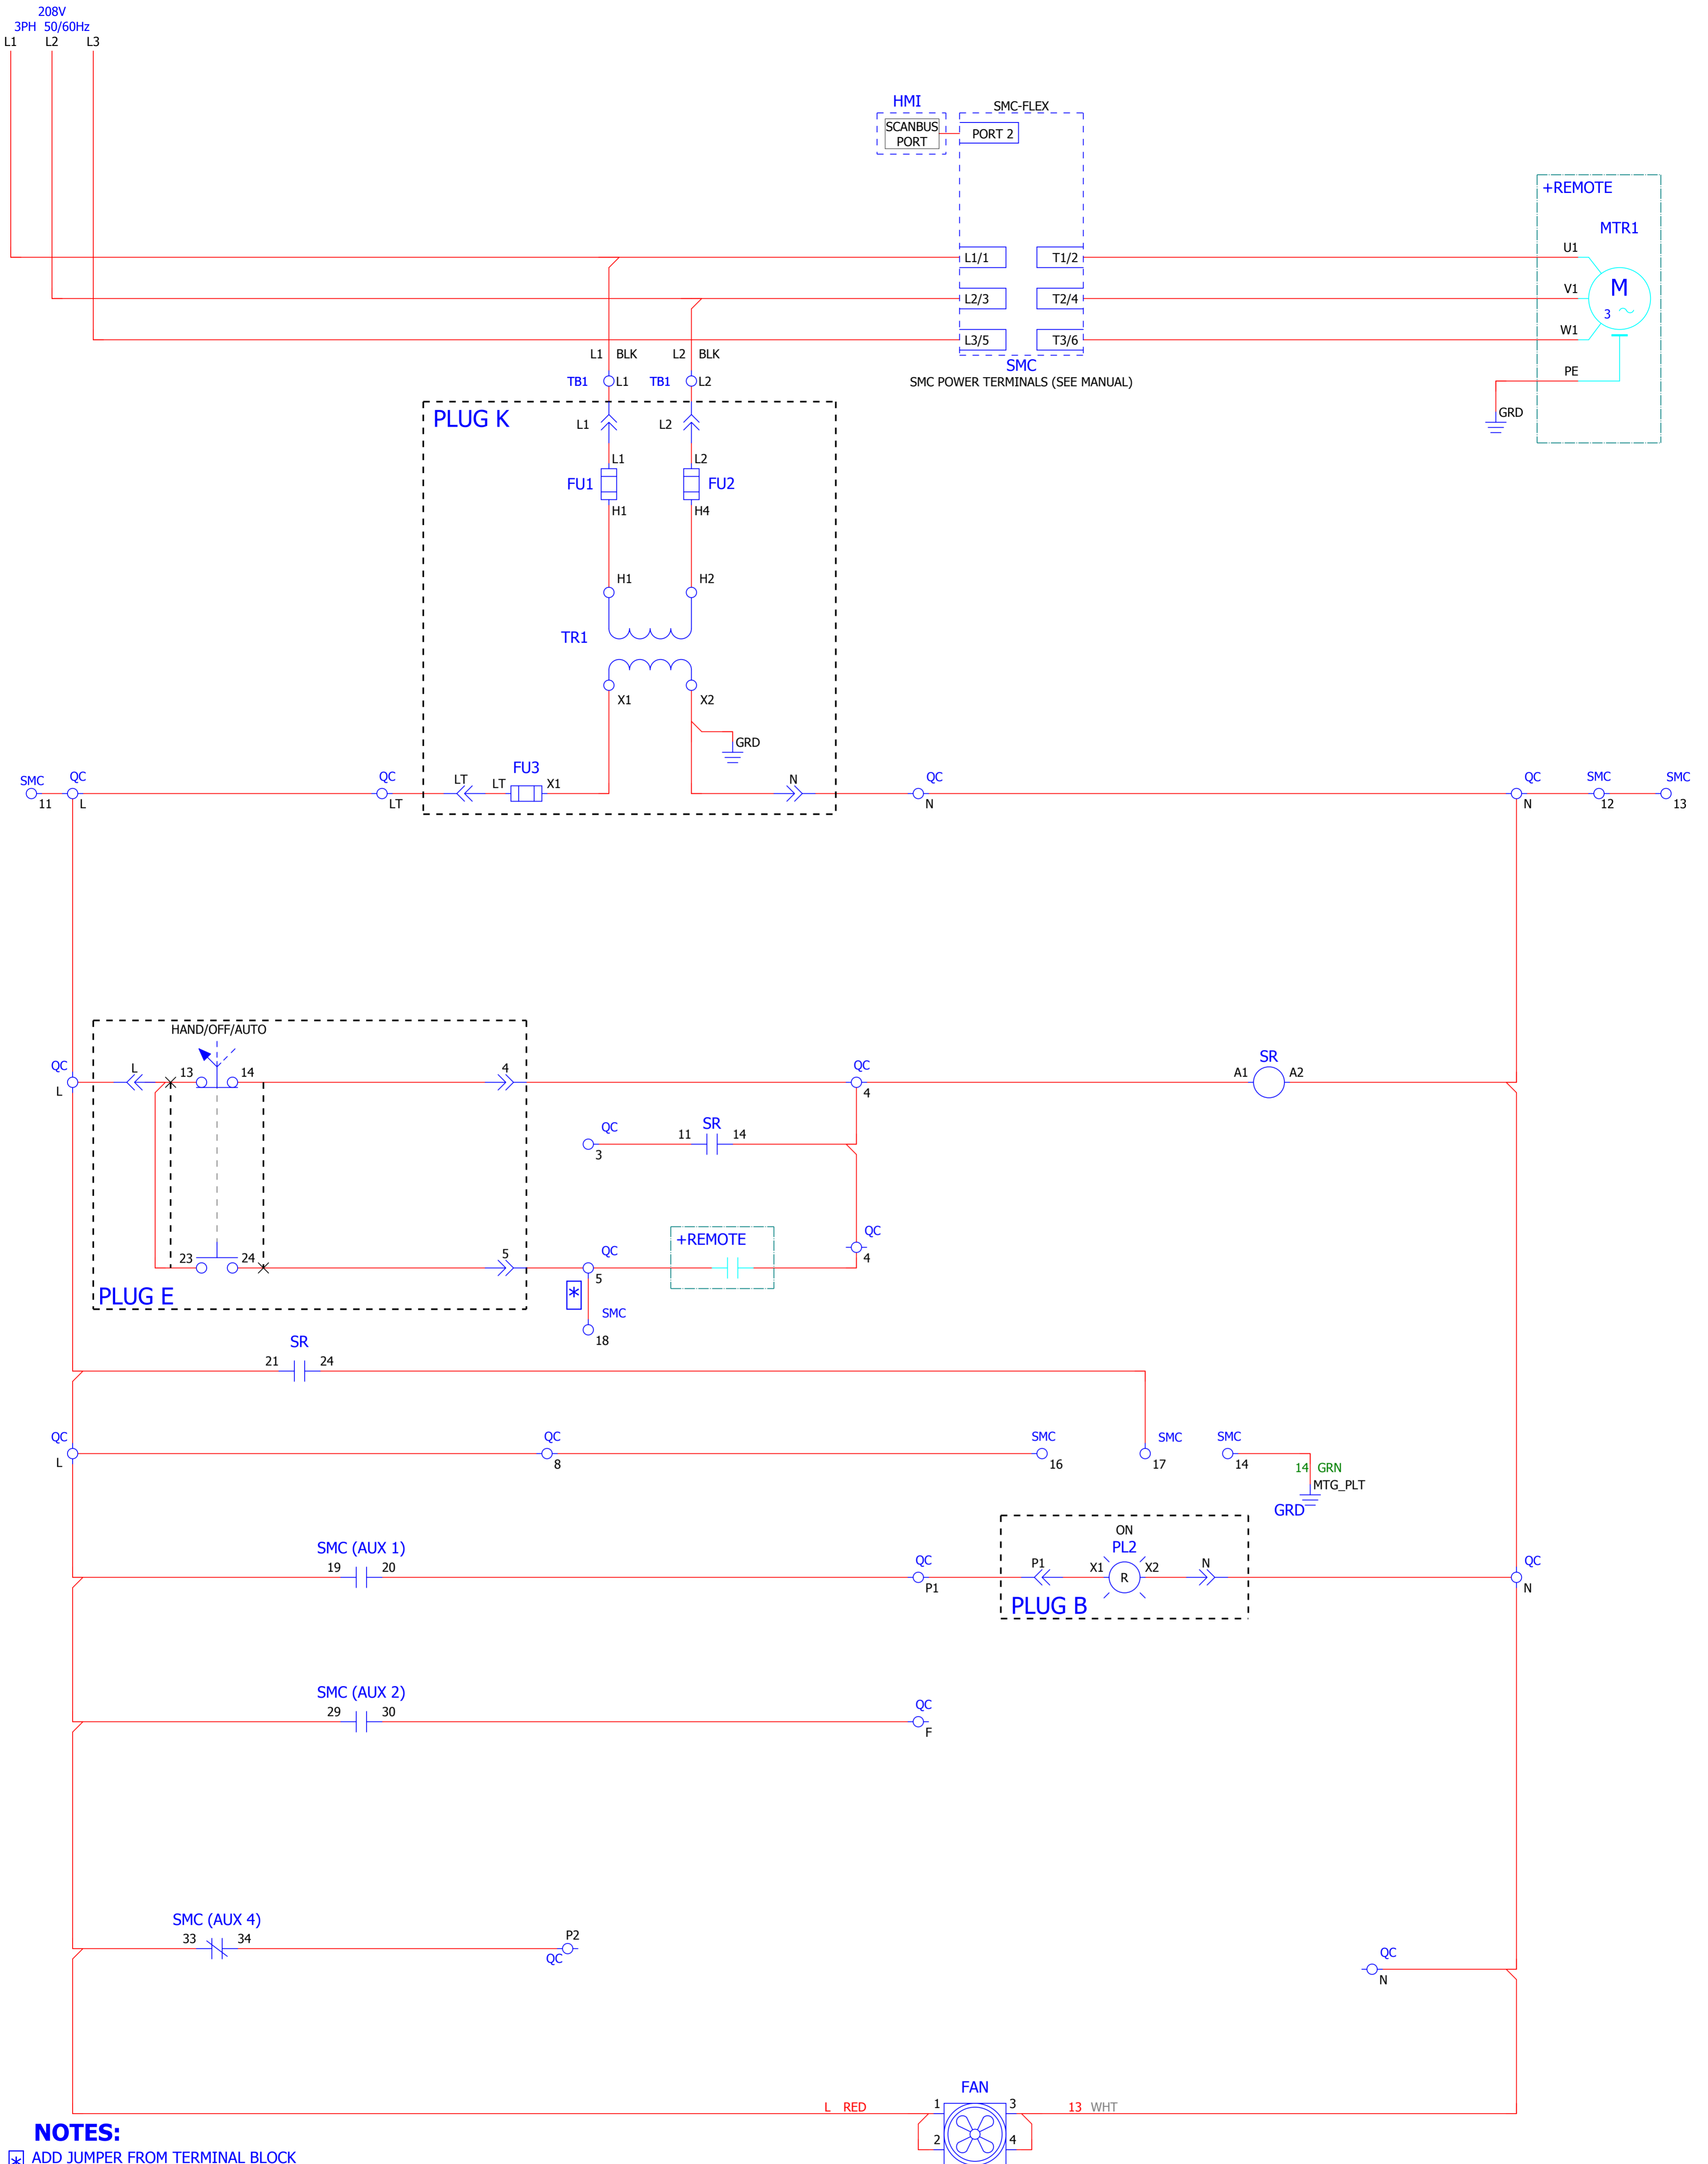 208V
3PH 50/60Hz
L1 L2 L3
HMI
SMC-FLEX
SCANBUS
PORT
PORT 2
+REMOTE
MTR1
L1/1 T1/2 U1
L2/3 T2/4 V1 M
3
L3/5 T3/6 W1
L1 BLK L2 BLK
SMC
SMC POWER TERMINALS (SEE MANUAL)
PE
TB1 L1 TB1 L2
GRD
PLUG K
L1 L2
L1 L2
FU1 FU2
H1 H4
H1 H2
TR1
X1 X2
GRD
SMC QC QC LT LT FU3 X1 N QC QC SMC SMC
11 L LT N N 12 13
HAND/OFF/AUTO
QC L 13 14 4 QC SR
A1 A2
L 4
QC 11 SR 14
3
QC
+REMOTE
23 24 5 QC 4
5
PLUG E
*
SMC
18
SR
21 24
QC QC SMC SMC SMC
L 8 16 17 14
14 GRN
MTG_PLT
GRD
ON
SMC (AUX 1) PL2
19 20 QC P1 X1 X2 N QC
P1 R N
PLUG B
SMC (AUX 2)
29 30 QC
F
SMC (AUX 4)
33 34 P2
QC QC
N
FAN
L RED 1 3 13 WHT
NOTES:
2 4
* ADD JUMPER FROM TERMINAL BLOCK